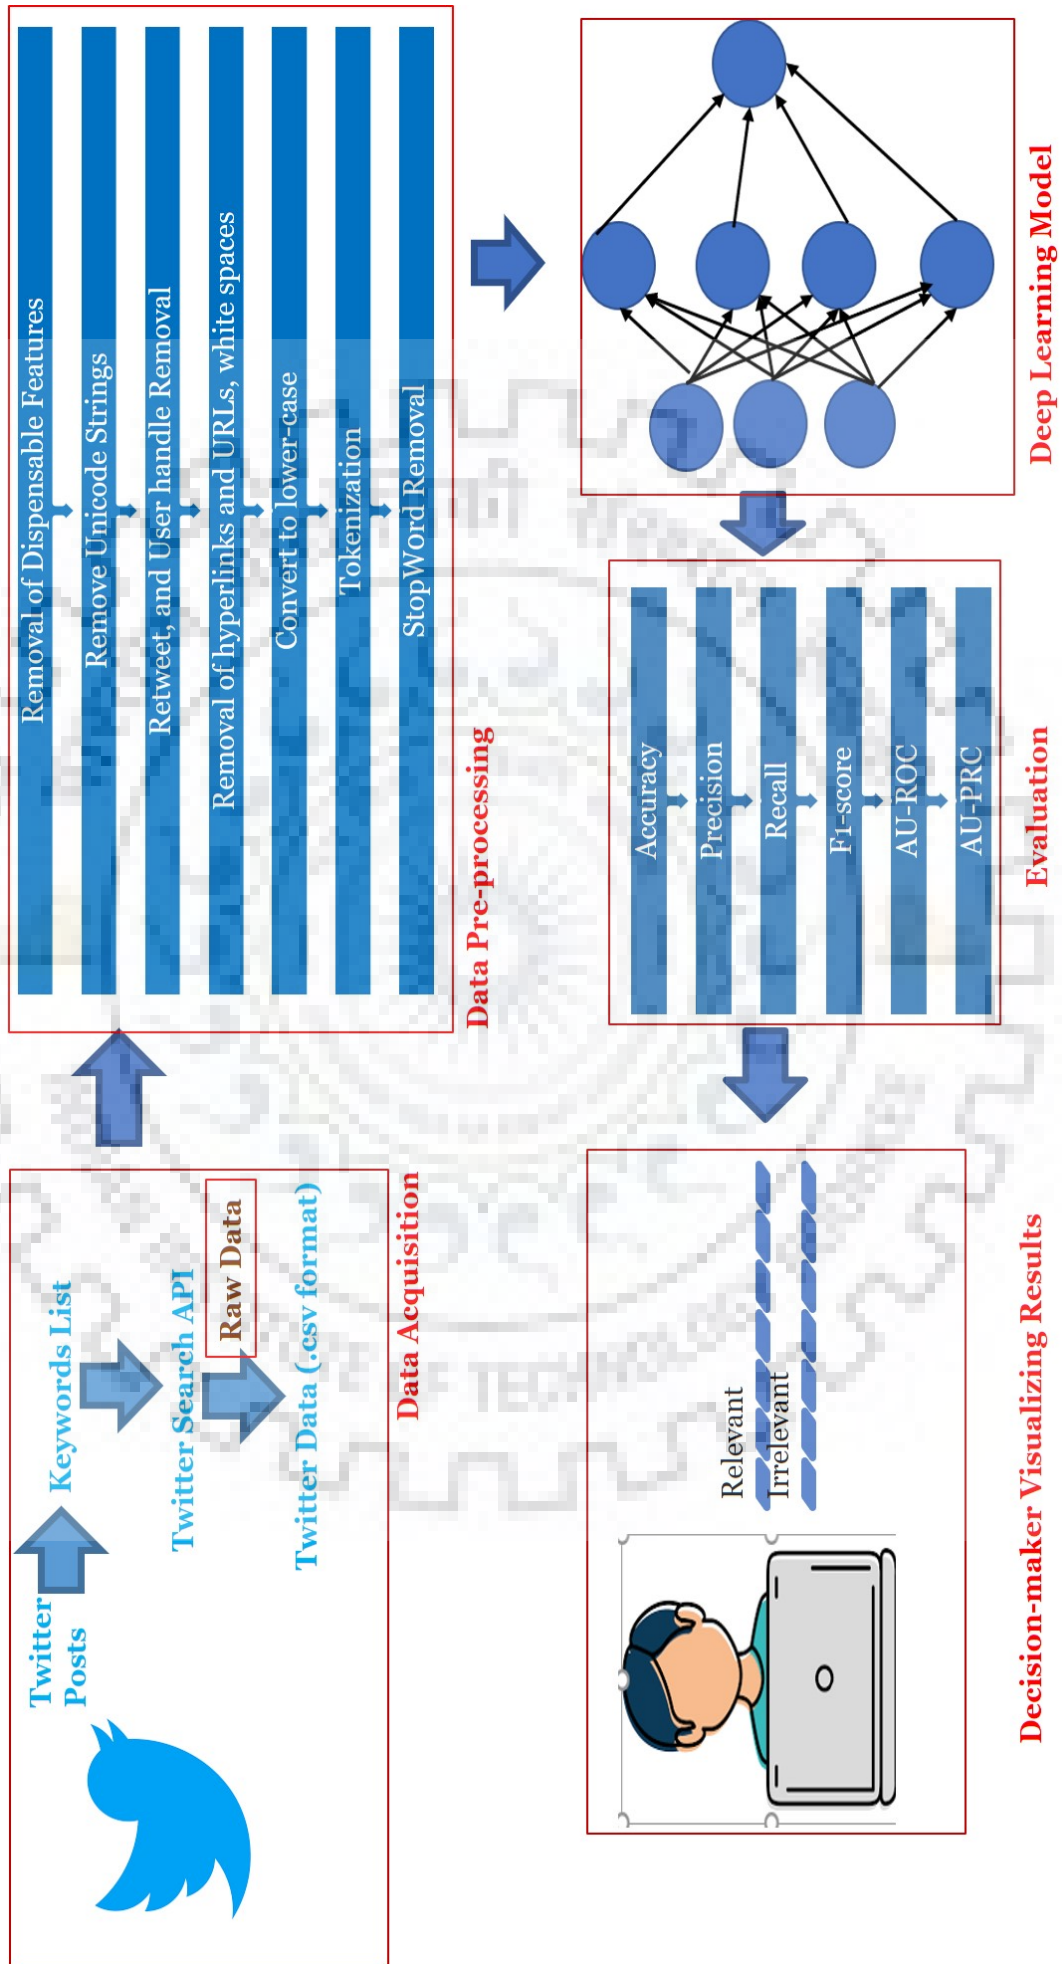 Twitter
Posts
Keywords List
Twitter Search API
Raw Data
Twitter Data (.csv format)
Data Acquisition
Removal of Dispensable Features
Remove Unicode Strings
Retweet, and User handle Removal
Removal of hyperlinks and URLs, white spaces
Convert to lower-case
Tokenization
StopWord Removal
Data Pre-processing
Deep Learning Model
Accuracy
Precision
Recall
F1-score
AU-ROC
AU-PRC
Evaluation
Relevant
Irrelevant
Decision-maker Visualizing Results